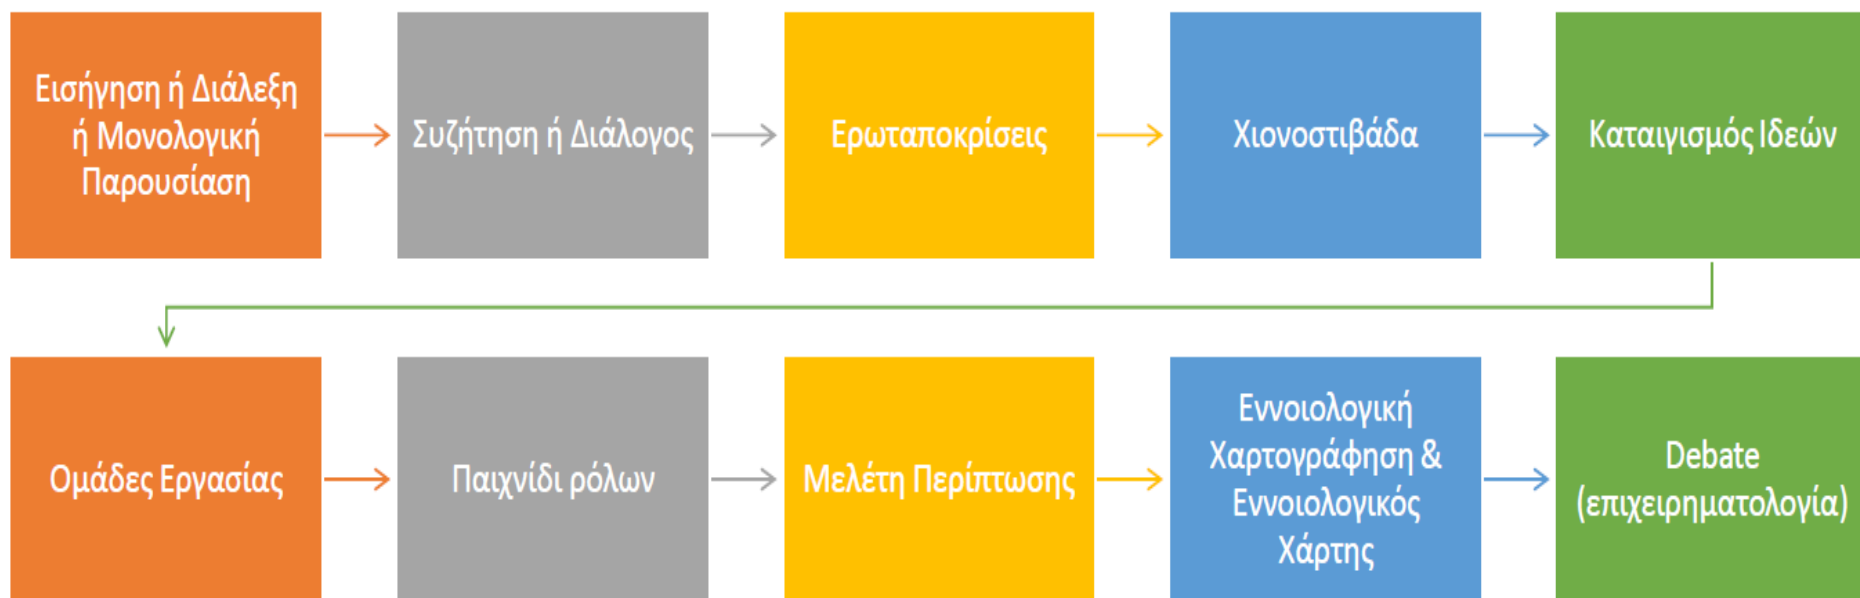 Εισήγηση ή Διάλεξη
ή Μονολογική
Παρουσίαση
Συζήτηση ή Διάλογος
Ερωταποκρίσεις
Χιονοστιβάδα
Καταιγισμός Ιδεών
Ομάδες Εργασίας
Παιχνίδι ρόλων
Μελέτη Περίπτωσης
Εννοιολογική
Χαρτογράφηση &
Εννοιολογικός
Χάρτης
Debate
(επιχειρηματολογία)